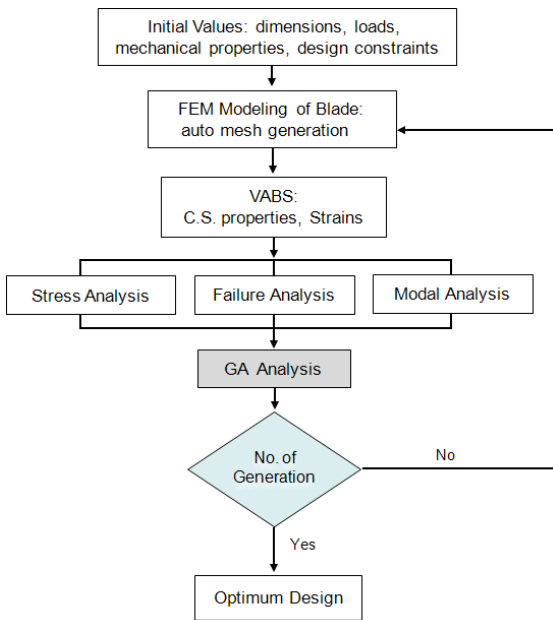 Initial Values: dimensions, loads,
mechanical properties, design constraints
FEM Modeling of Blade:
auto mesh generation
VABS:
C.S. properties, Strains
Stress Analysis
Failure Analysis
Modal Analysis
GA Analysis
No. of
Generation
No
Yes
Optimum Design